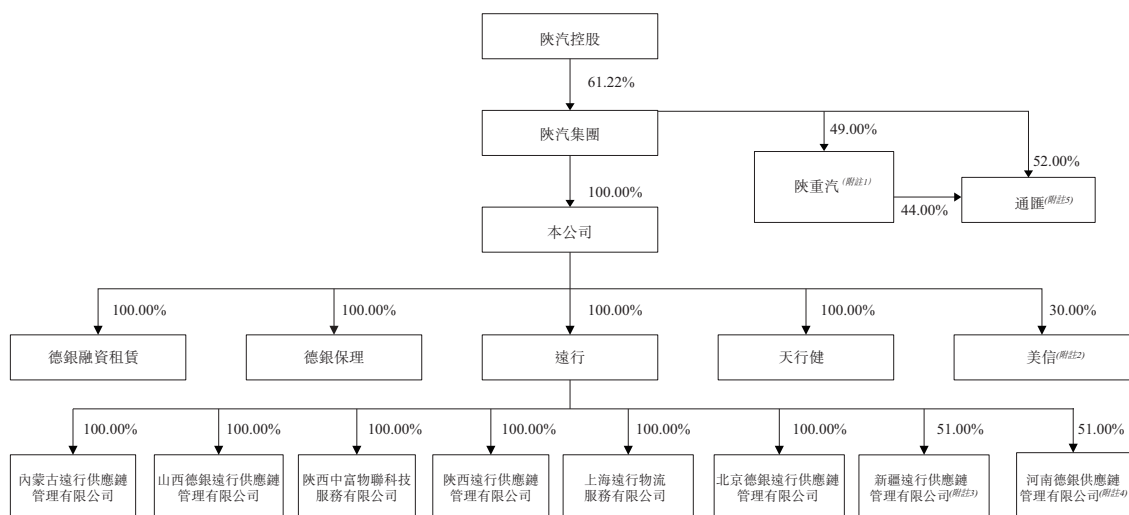 陝汽控股
61.22%
陝汽集團
49.00%
52.00%
陝重汽(附註1)
100.00%
44.00%
通匯(附註5)
本公司
100.00%
100.00%
100.00%
100.00%
30.00%
德銀融資租賃
德銀保理
遠行
天行健
美信(附註2)
100.00%
100.00%
100.00%
100.00%
100.00%
100.00%
51.00%
51.00%
內蒙古遠行供應鏈
管理有限公司
山西德銀遠行供應鏈
管理有限公司
陝西中富物聯科技
服務有限公司
陝西遠行供應鏈
管理有限公司
上海遠行物流
服務有限公司
北京德銀遠行供應鏈
管理有限公司
新疆遠行供應鏈
管理有限公司(附註3)
河南德銀供應鏈
管理有限公司(附註4)